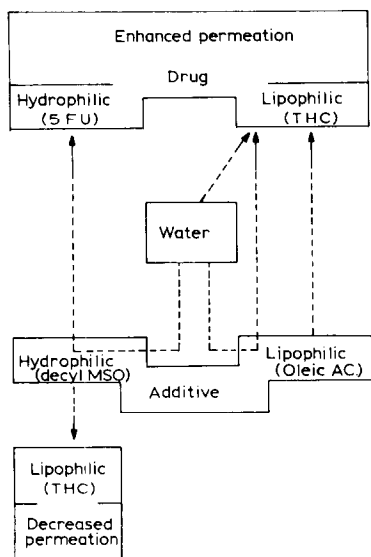 Enhanced permeation
Drug
Hydrophilic
(5 FU)
Lipophilic
(THC)
Water
Hydrophilic
(decyl MSO)
Lipophilic
(Oleic AC.)
Additive
Lipophilic
(THC)
Decreased
permeation